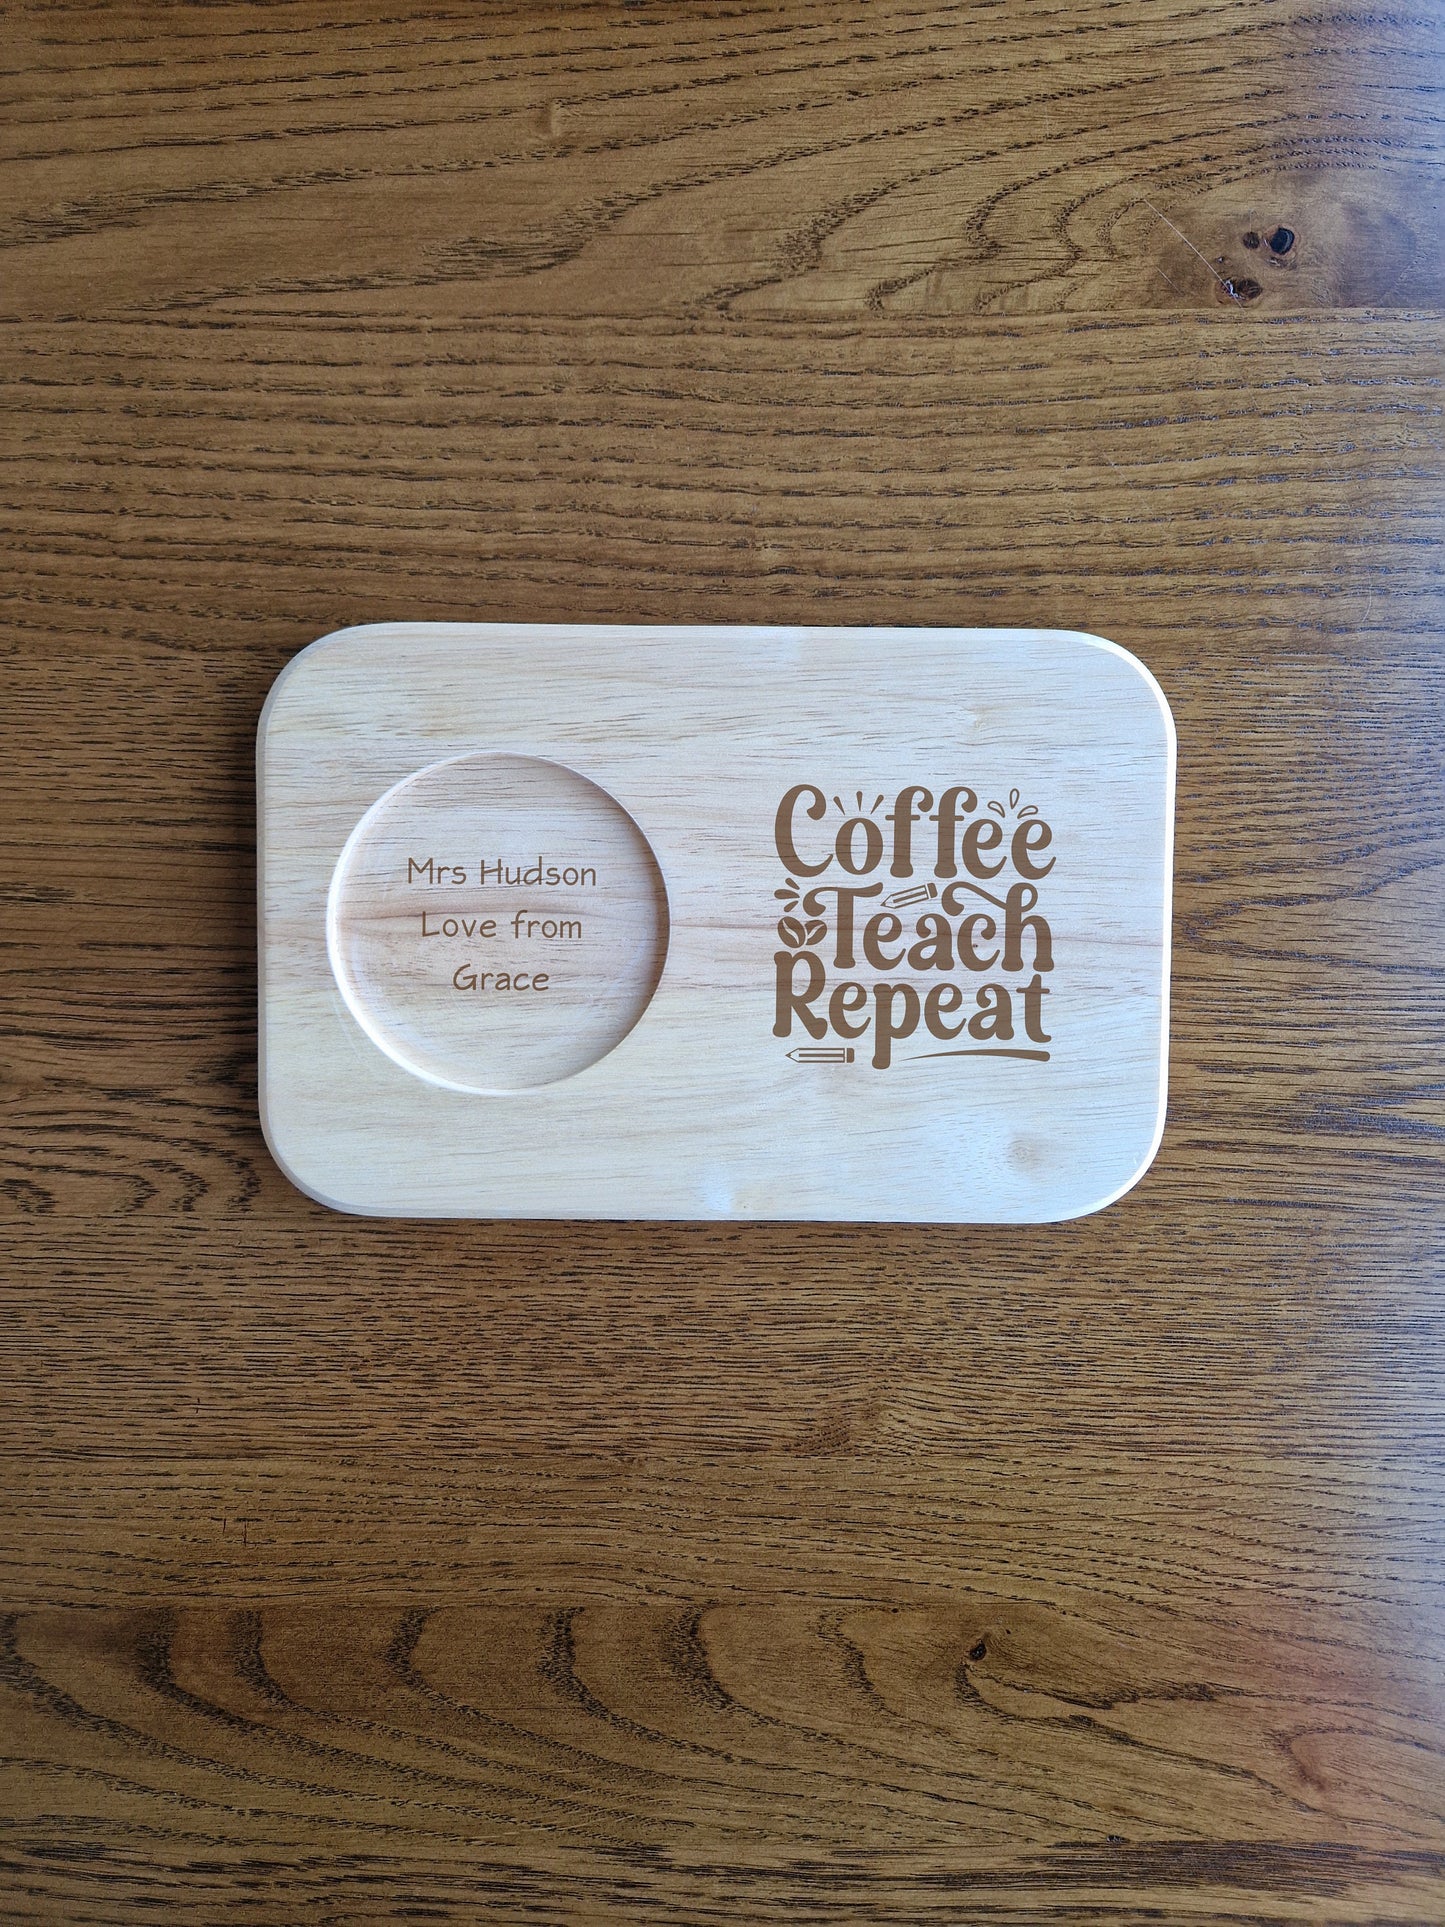 Mrs Hudson
Love from
Grace
Coffee
Teach
Repeat